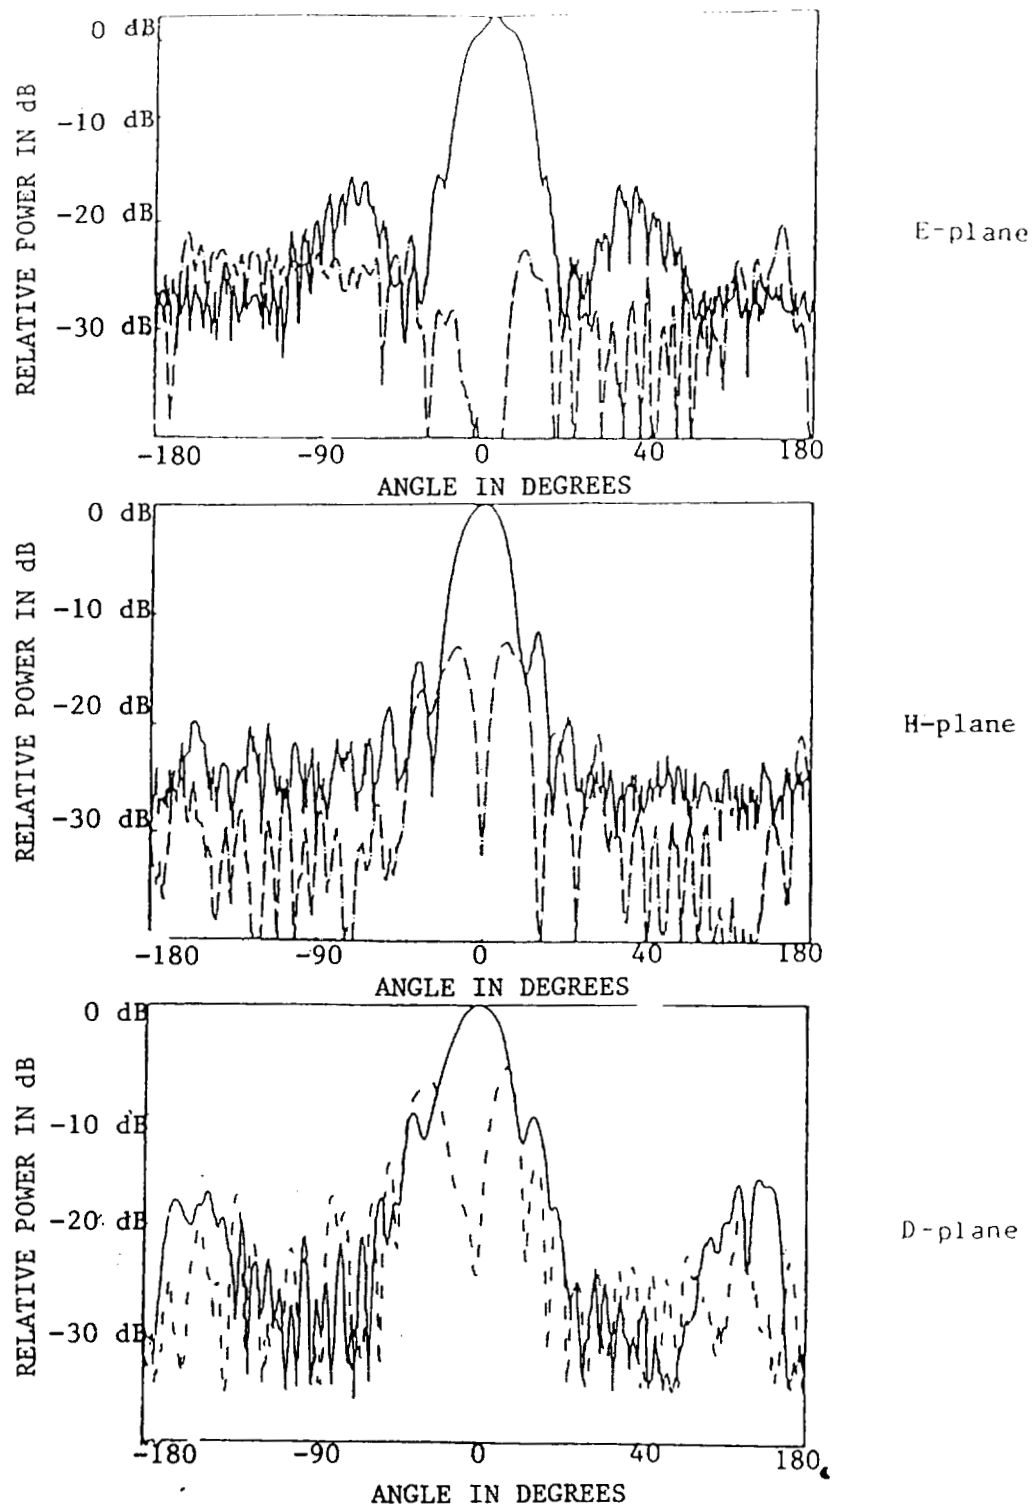 0 dB
-10 dB
-20 dB
-30 dB
RELATIVE POWER IN dB
-180 -90 0 40 180
ANGLE IN DEGREES
E-plane
0 dB
-10 dB
-20 dB
-30 dB
RELATIVE POWER IN dB
-180 -90 0 40 180
ANGLE IN DEGREES
H-plane
0 dB
-10 dB
-20 dB
-30 dB
RELATIVE POWER IN dB
-180 -90 0 40 180
ANGLE IN DEGREES
D-plane